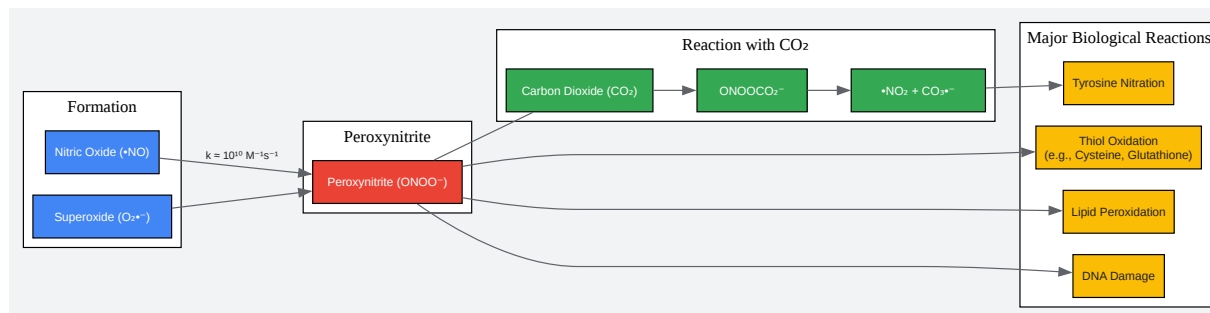 Formation
Nitric Oxide (•NO)
Superoxide (O₂•⁻)
k ≈ 10¹⁰ M⁻¹s⁻¹
Peroxynitrite
Peroxynitrite (ONOO⁻)
Reaction with CO₂
Carbon Dioxide (CO₂)
ONOOCO₂⁻
•NO₂ + CO₃•⁻
Major Biological Reactions
Tyrosine Nitration
Thiol Oxidation
(e.g., Cysteine, Glutathione)
Lipid Peroxidation
DNA Damage